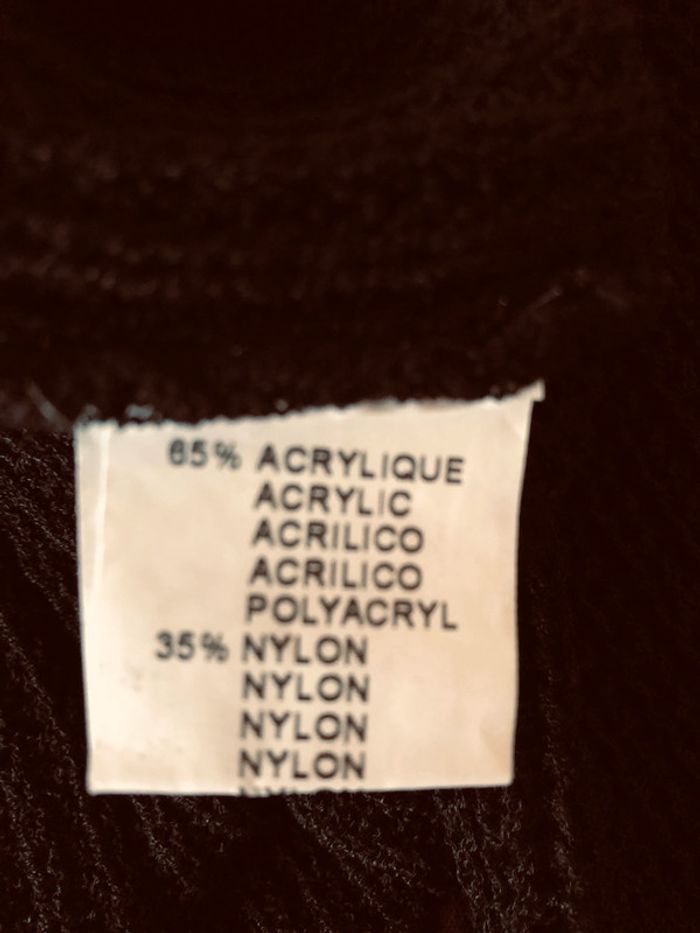 65% ACRYLIQUE
ACRYLIC
ACRILICO
ACRILICO
POLYACRYL
35% NYLON
NYLON
NYLON
NYLON